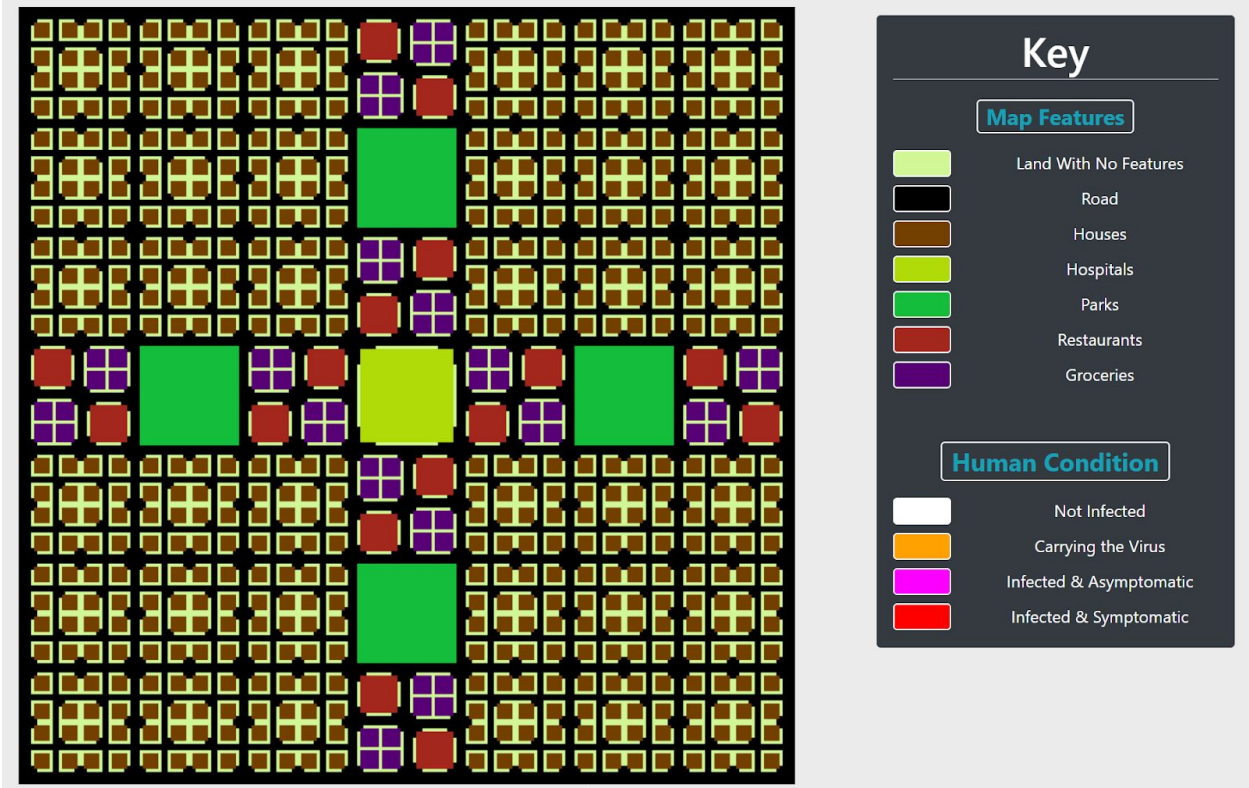 Key
Map Features
Land With No Features
Road
Houses
Hospitals
Parks
Restaurants
Groceries
Human Condition
Not Infected
Carrying the Virus
Infected & Asymptomatic
Infected & Symptomatic